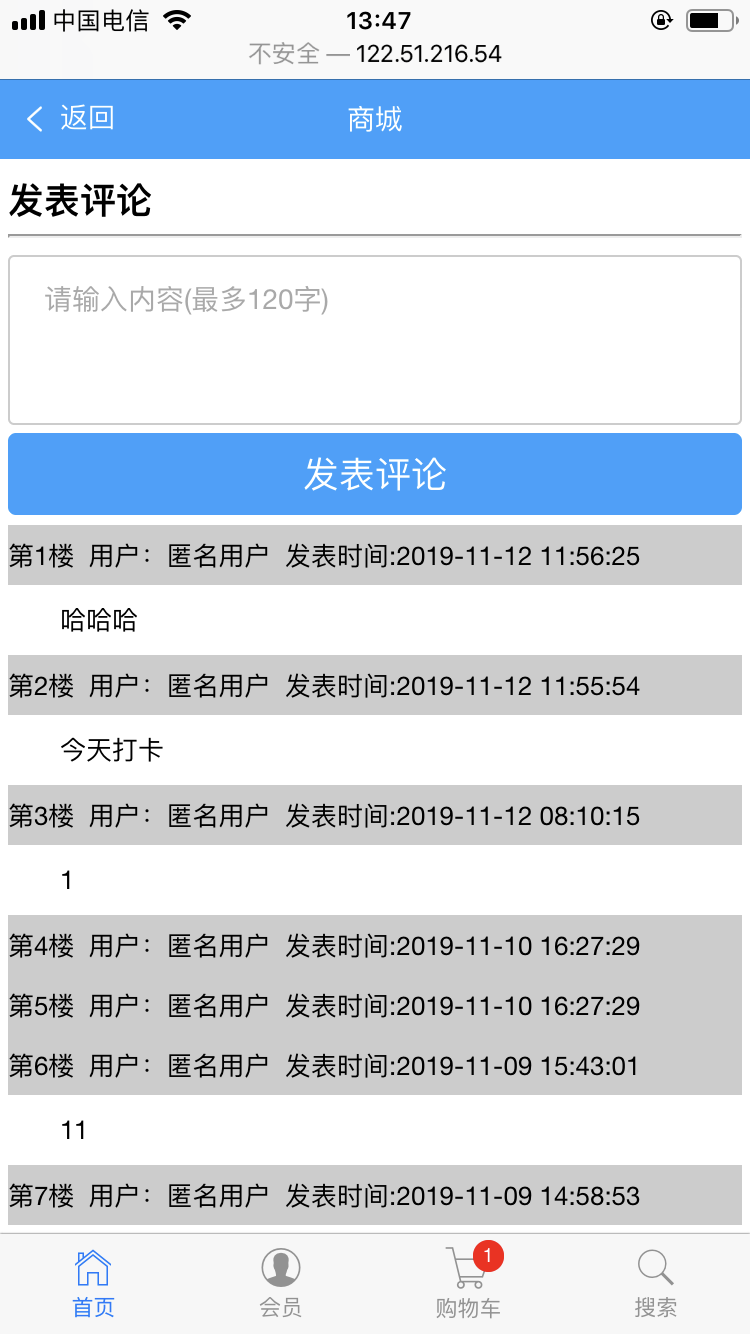 中国电信 13:47
不安全 — 122.51.216.54
返回 商城
发表评论
请输入内容(最多120字)
发表评论
第1楼 用户：匿名用户 发表时间:2019-11-12 11:56:25
哈哈哈
第2楼 用户：匿名用户 发表时间:2019-11-12 11:55:54
今天打卡
第3楼 用户：匿名用户 发表时间:2019-11-12 08:10:15
1
第4楼 用户：匿名用户 发表时间:2019-11-10 16:27:29
第5楼 用户：匿名用户 发表时间:2019-11-10 16:27:29
第6楼 用户：匿名用户 发表时间:2019-11-09 15:43:01
11
第7楼 用户：匿名用户 发表时间:2019-11-09 14:58:53
1
首页 会员 购物车 搜索